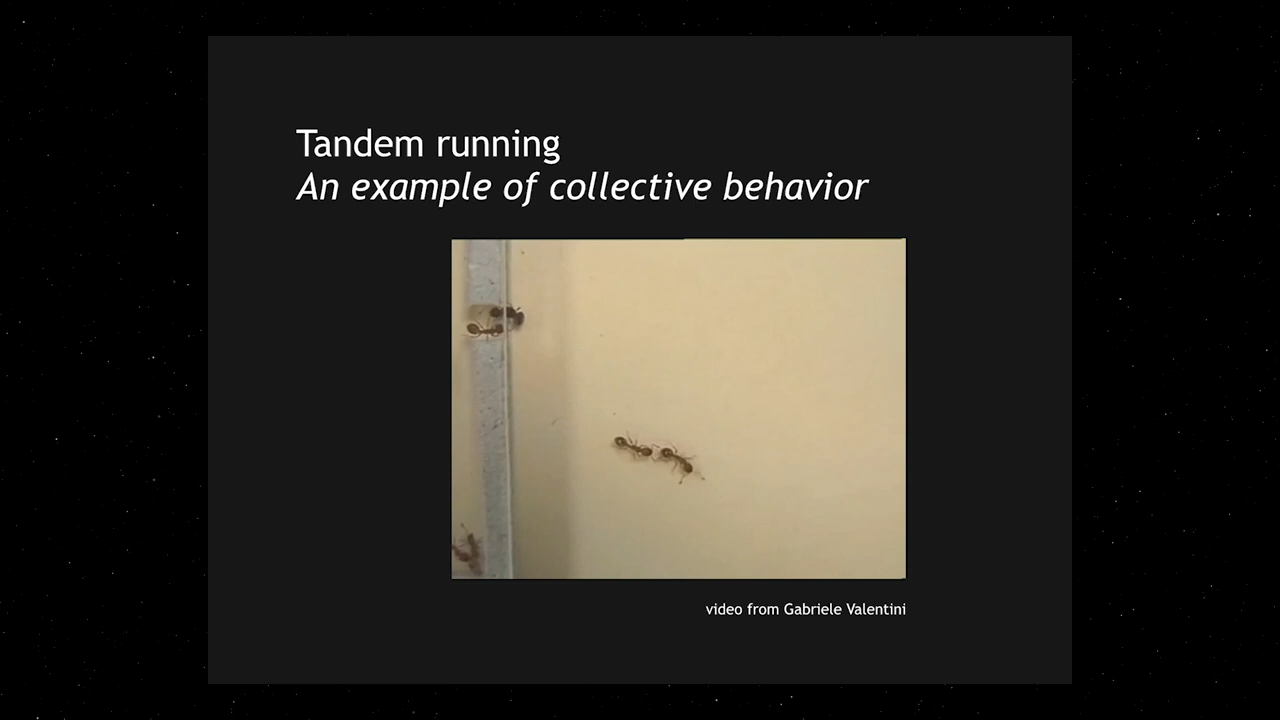 Tandem running
An example of collective behavior
video from Gabriele Valentini